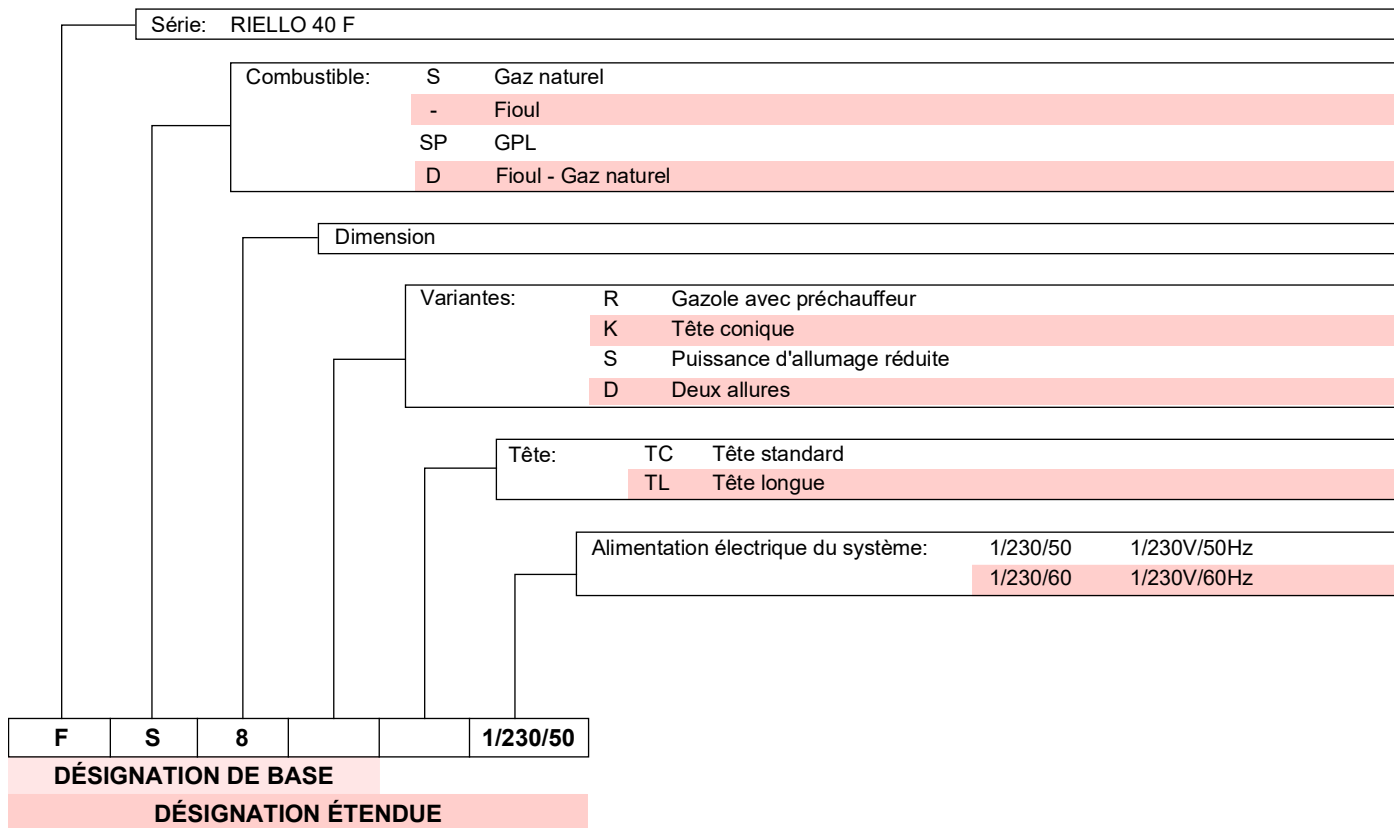 Série: RIELLO 40 F
Combustible: S Gaz naturel
- Fioul
SP GPL
D Fioul - Gaz naturel
Dimension
Variantes: R Gazole avec préchauffeur
K Tête conique
S Puissance d'allumage réduite
D Deux allures
Tête: TC Tête standard
TL Tête longue
Alimentation électrique du système: 1/230/50 1/230V/50Hz
1/230/60 1/230V/60Hz
F S 8 1/230/50
DÉSIGNATION DE BASE
DÉSIGNATION ÉTENDUE